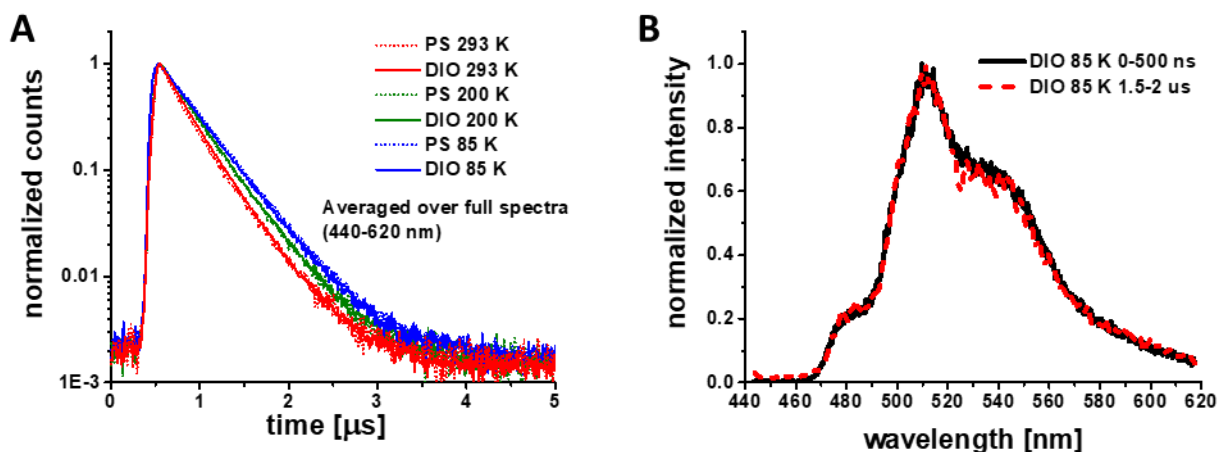 A
normalized counts
1
0.1
0.01
1E-3
PS 293 K
DIO 293 K
PS 200 K
DIO 200 K
PS 85 K
DIO 85 K
Averaged over full spectra
(440-620 nm)
0 1 2 3 4 5
time [µs]
B
normalized intensity
1.0
0.8
0.6
0.4
0.2
0.0
DIO 85 K 0-500 ns
DIO 85 K 1.5-2 us
440 460 480 500 520 540 560 580 600 620
wavelength [nm]